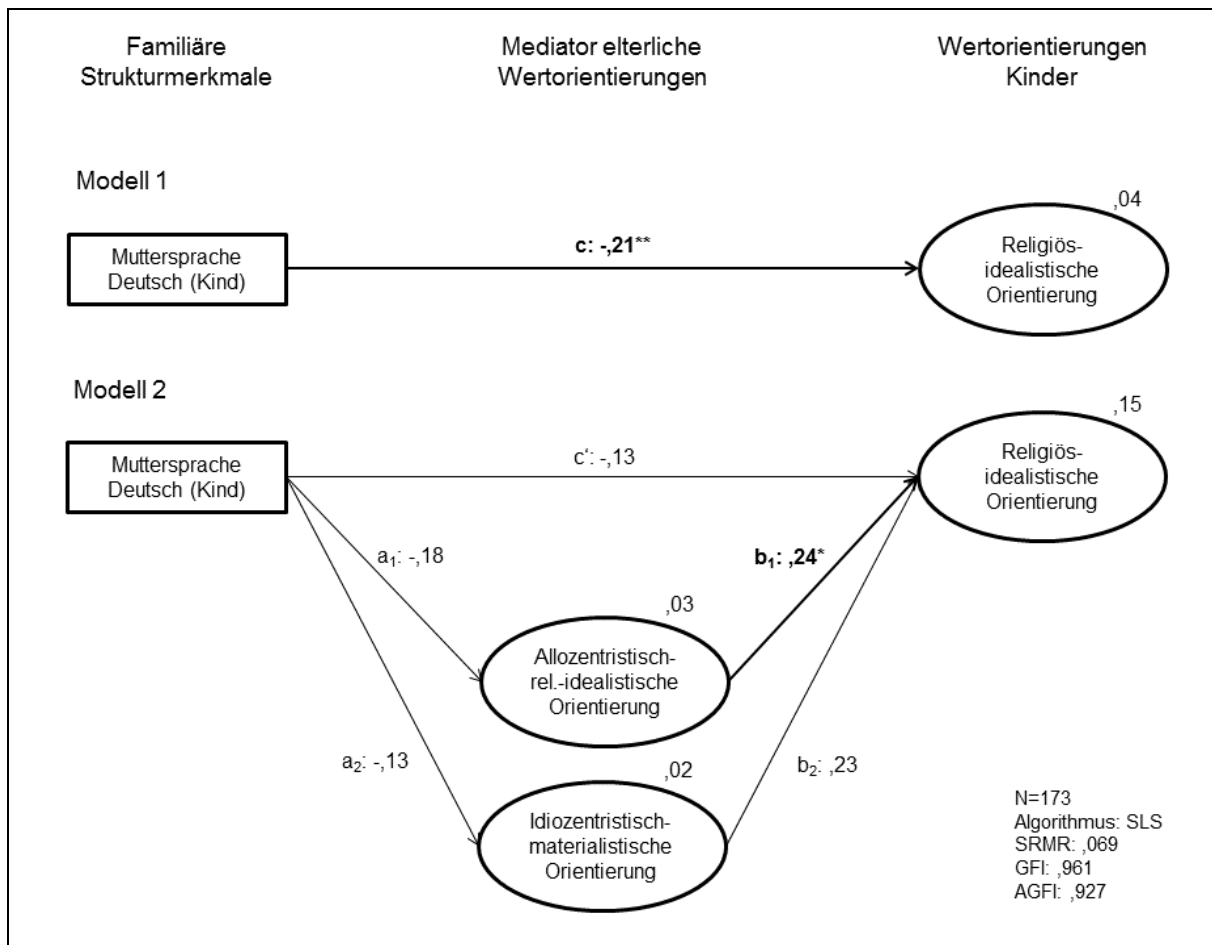 Familiäre
Strukturmerkmale
Mediator elterliche
Wertorientierungen
Wertorientierungen
Kinder
Modell 1
Muttersprache
Deutsch (Kind)
c: -,21**
,04
Religiös-
idealistische
Orientierung
Modell 2
Muttersprache
Deutsch (Kind)
c‘: -,13
,15
Religiös-
idealistische
Orientierung
a₁: -,18
b₁: ,24*
,03
Allozentristisch-
rel.-idealistische
Orientierung
a₂: -,13
b₂: ,23
,02
Idiozentristisch-
materialistische
Orientierung
N=173
Algorithmus: SLS
SRMR: ,069
GFI: ,961
AGFI: ,927